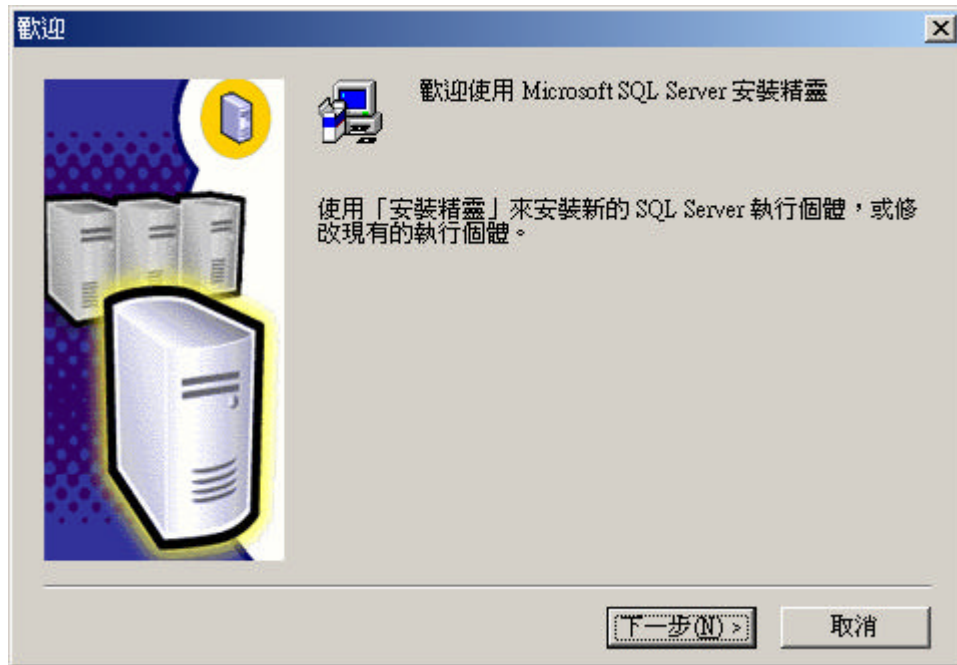 歡迎
歡迎使用 Microsoft SQL Server 安裝精靈
使用「安裝精靈」來安裝新的 SQL Server 執行個體，或修
改現有的執行個體。
下一步(N) >
取消